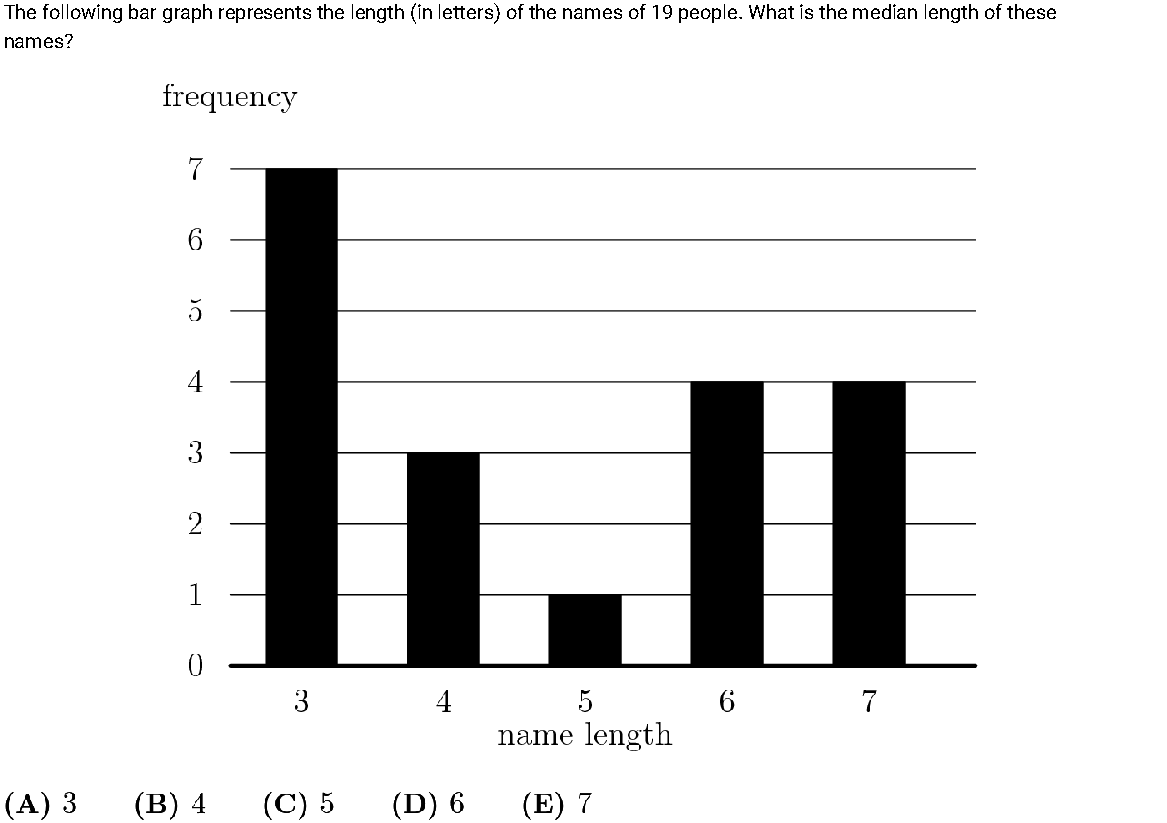 The following bar graph represents the length (in letters) of the names of 19 people. What is the median length of these
names?
frequency
7
6
5
4
3
2
1
0
3 4 5 6 7
name length
(A) 3 (B) 4 (C) 5 (D) 6 (E) 7